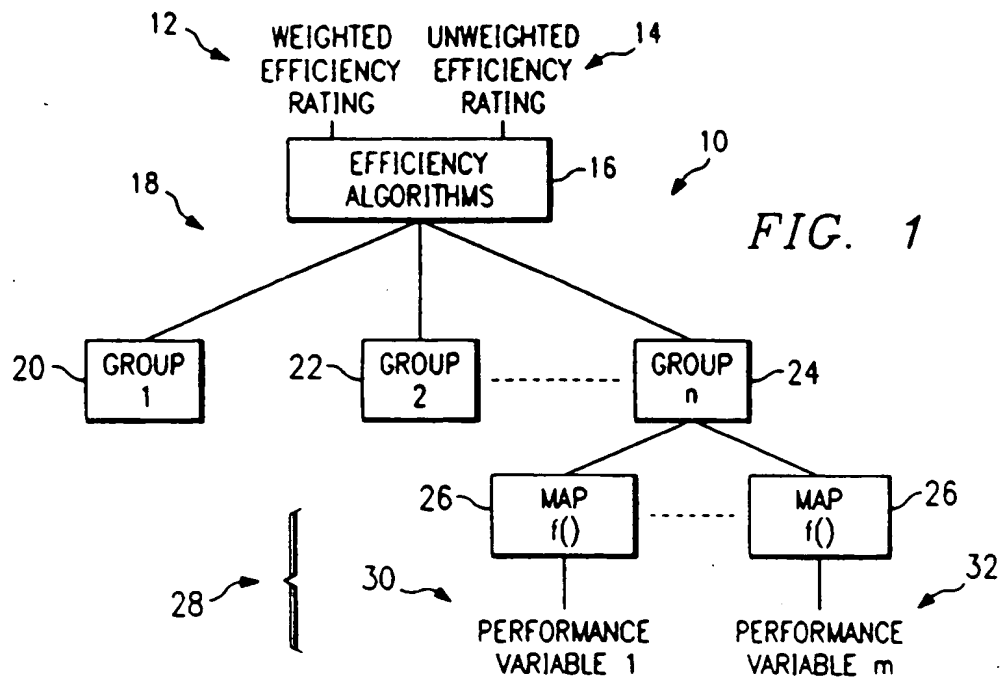 12
WEIGHTED
EFFICIENCY
RATING
UNWEIGHTED
EFFICIENCY
RATING
14
EFFICIENCY
ALGORITHMS
16
10
18
FIG. 1
20
GROUP
1
22
GROUP
2
GROUP
n
24
26
MAP
f()
MAP
f()
26
28
30
PERFORMANCE
VARIABLE 1
32
PERFORMANCE
VARIABLE m